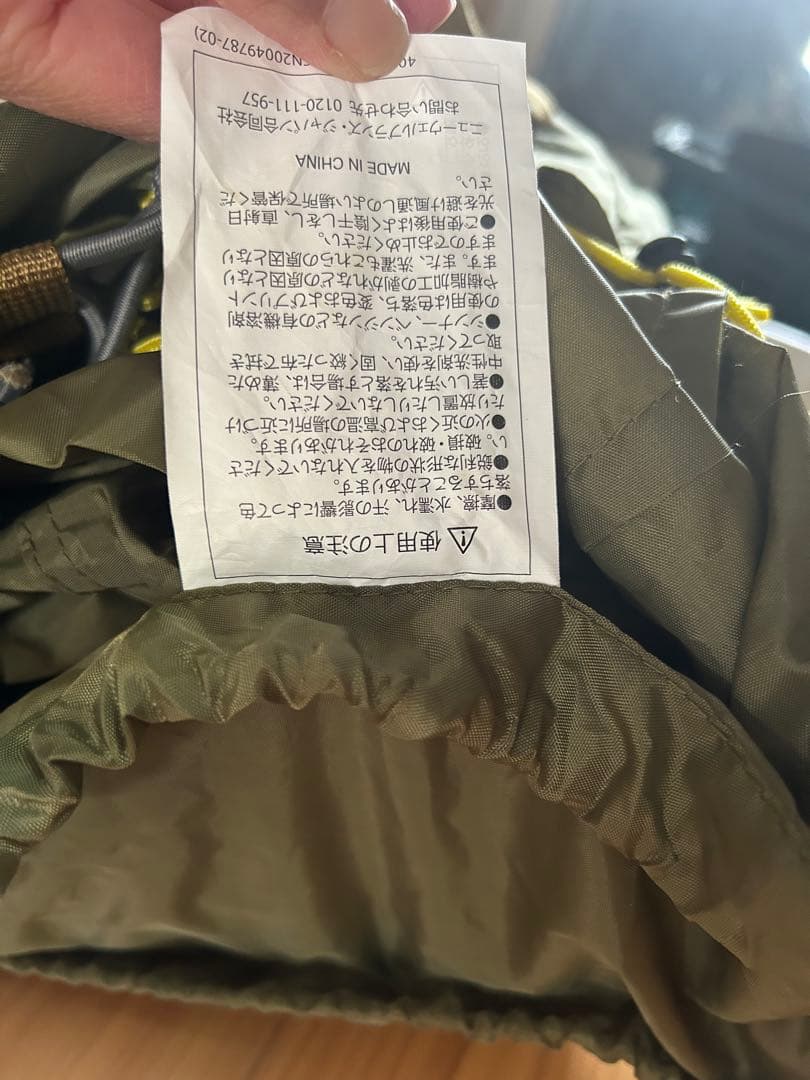 ⚠使用上の注意
●摩擦、水濡れ、汗の影響によって色
落ちすることがあります。
●鋭利な形状の物を入れないでくださ
い。破損・破れのおそれがあります。
●火の近くおよび高温の場所に近づけ
たり放置したりしないでください。
●著しい汚れを落とす場合は、薄めた
中性洗剤を使い、固く絞った布で拭き
取ってください。
●シンナー、ベンジンなどの有機溶剤
の使用は色落ち、変色およびプリント
や樹脂加工の剥がれなどの原因となり
ます。また、洗濯もこれらの原因となり
ますのでお止めください。
●ご使用後はよく陰干しをし、直射日
光を避け風通しのよい場所で保管くだ
さい。
MADE IN CHINA
ニューウェルブランズ・ジャパン合同会社
お問い合わせ先 0120-111-957
40 CN20049787-02)